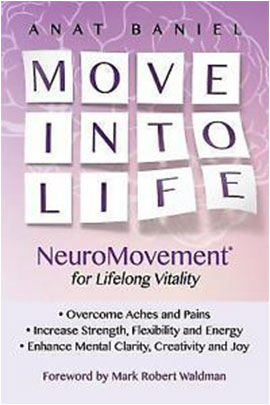 ANAT BANIEL
MOVE
INTO
LIFE
NeuroMovement®
for Lifelong Vitality
• Overcome Aches and Pains
• Increase Strength, Flexibility and Energy
• Enhance Mental Clarity, Creativity and Joy
Foreword by Mark Robert Waldman